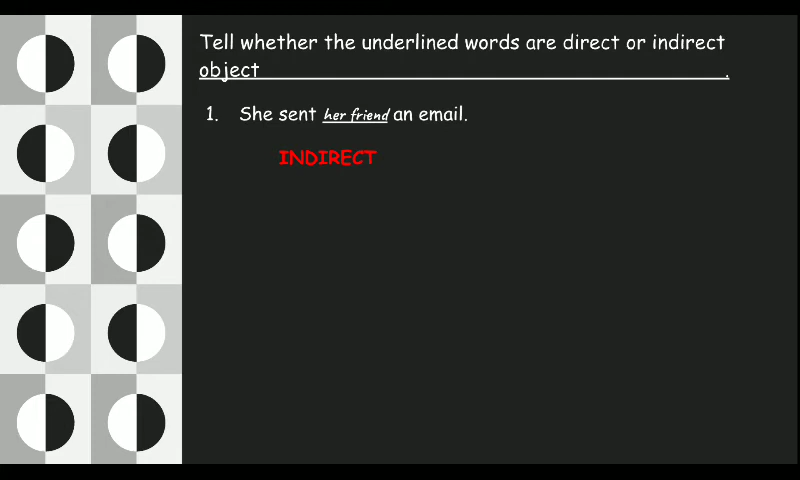 Tell whether the underlined words are direct or indirect
object .
1. She sent her friend an email.
INDIRECT